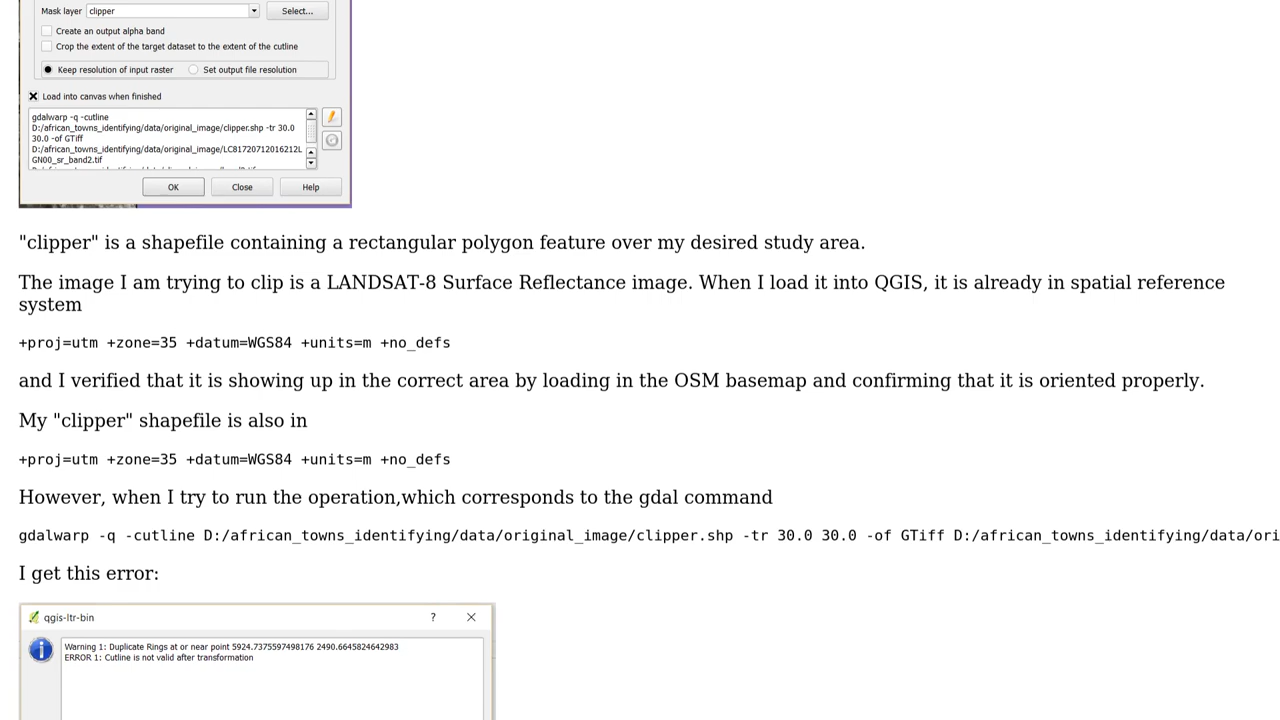 Mask layer clipper Select...
Create an output alpha band
Crop the extent of the target dataset to the extent of the cutline
Keep resolution of input raster Set output file resolution
Load into canvas when finished
gdalwarp -q -cutline
D:/african_towns_identifying/data/original_image/clipper.shp -tr 30.0
30.0 -of GTiff
D:/african_towns_identifying/data/original_image/LC81720712016212L
GN00_sr_band2.tif
OK Close Help
"clipper" is a shapefile containing a rectangular polygon feature over my desired study area.
The image I am trying to clip is a LANDSAT-8 Surface Reflectance image. When I load it into QGIS, it is already in spatial reference
system
+proj=utm +zone=35 +datum=WGS84 +units=m +no_defs
and I verified that it is showing up in the correct area by loading in the OSM basemap and confirming that it is oriented properly.
My "clipper" shapefile is also in
+proj=utm +zone=35 +datum=WGS84 +units=m +no_defs
However, when I try to run the operation,which corresponds to the gdal command
gdalwarp -q -cutline D:/african_towns_identifying/data/original_image/clipper.shp -tr 30.0 30.0 -of GTiff D:/african_towns_identifying/data/ori
I get this error:
qgis-ltr-bin ?
Warning 1: Duplicate Rings at or near point 5924.7375597498176 2490.6645824642983
ERROR 1: Cutline is not valid after transformation